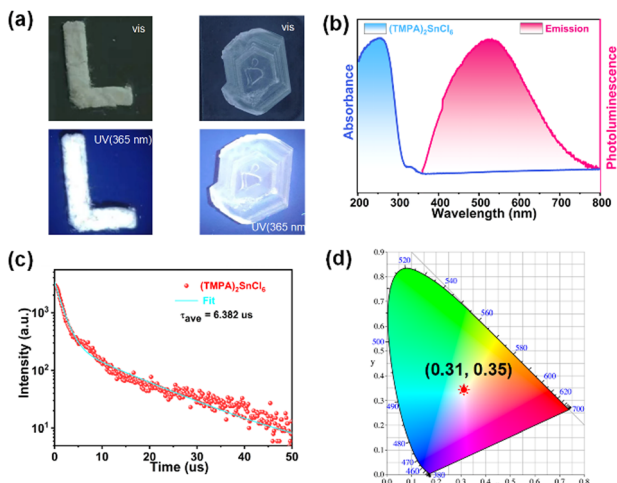 (a)
vis
vis
UV(365 nm)
UV(365 nm)
(b)
(TMPA)₂SnCl₆
Emission
Absorbance
Photoluminescence
200 300 400 500 600 700 800
Wavelength (nm)
(c)
(TMPA)₂SnCl₆
Fit
τave = 6.382 us
Intensity (a.u.)
10³
10²
10¹
0 10 20 30 40 50
Time (us)
(d)
0.9
0.8
0.7
0.6
0.5
0.4
0.3
0.2
0.1
0.0
y
520
540
560
500
580
600
620
700
490
480
470
460
380
(0.31, 0.35)
0.0 0.1 0.2 0.3 0.4 0.5 0.6 0.7 0.8